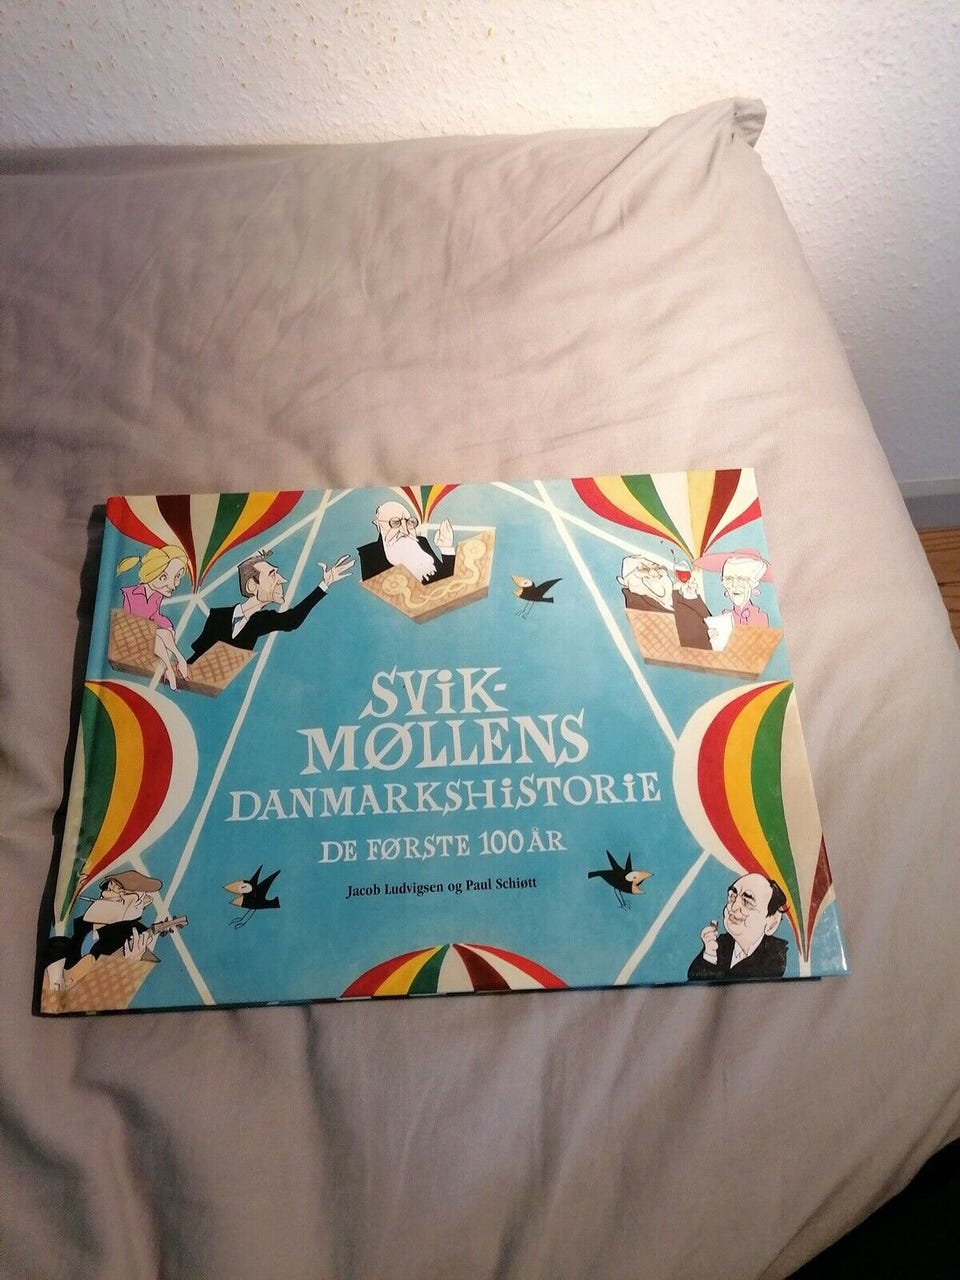 SViK-
MØLLENS
DANMARKSHiSTORiE
DE FØRSTE 100 ÅR
Jacob Ludvigsen og Paul Schiøtt